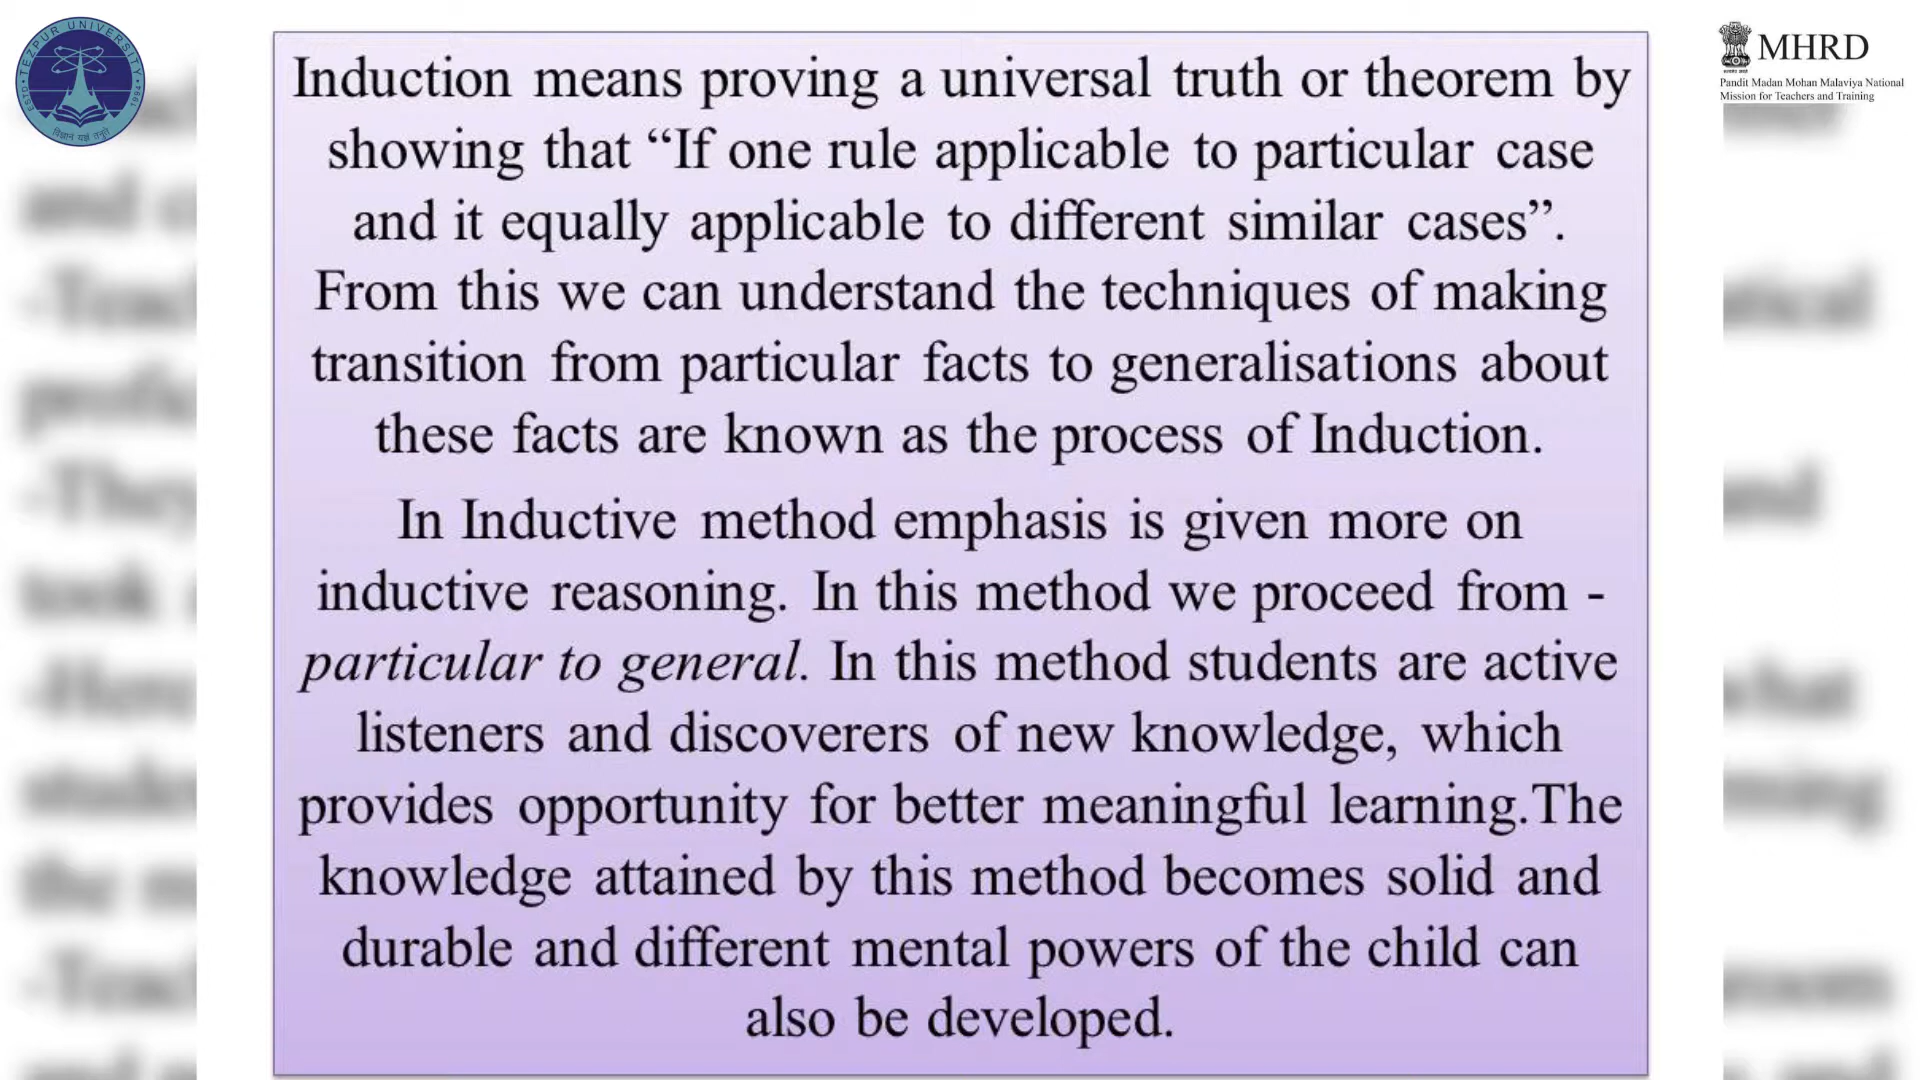 TEZPUR UNIVERSITY
ESTD
1994
विज्ञानं यज्ञं तनुते
MHRD
Pandit Madan Mohan Malaviya National
Mission for Teachers and Training
Induction means proving a universal truth or theorem by
showing that “If one rule applicable to particular case
and it equally applicable to different similar cases”.
From this we can understand the techniques of making
transition from particular facts to generalisations about
these facts are known as the process of Induction.
In Inductive method emphasis is given more on
inductive reasoning. In this method we proceed from -
particular to general. In this method students are active
listeners and discoverers of new knowledge, which
provides opportunity for better meaningful learning.The
knowledge attained by this method becomes solid and
durable and different mental powers of the child can
also be developed.